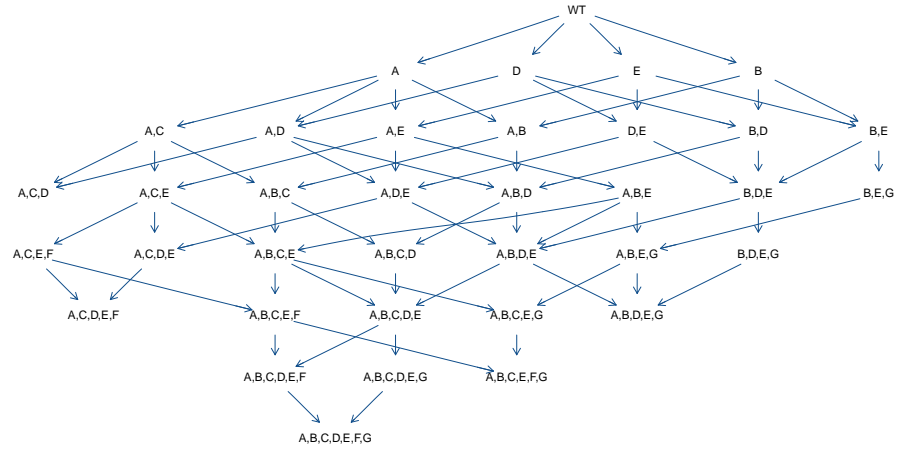 WT
A D E B
A,C A,D A,E A,B D,E B,D B,E
A,C,D A,C,E A,B,C A,D,E A,B,D A,B,E B,D,E B,E,G
A,C,E,F A,C,D,E A,B,C,E A,B,C,D A,B,D,E A,B,E,G B,D,E,G
A,C,D,E,F A,B,C,E,F A,B,C,D,E A,B,C,E,G A,B,D,E,G
A,B,C,D,E,F A,B,C,D,E,G A,B,C,E,F,G
A,B,C,D,E,F,G